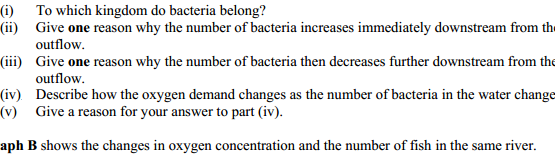 (i) To which kingdom do bacteria belong?
(ii) Give one reason why the number of bacteria increases immediately downstream from the
outflow.
(iii) Give one reason why the number of bacteria then decreases further downstream from the
outflow.
(iv) Describe how the oxygen demand changes as the number of bacteria in the water change
(v) Give a reason for your answer to part (iv).
aph B shows the changes in oxygen concentration and the number of fish in the same river.